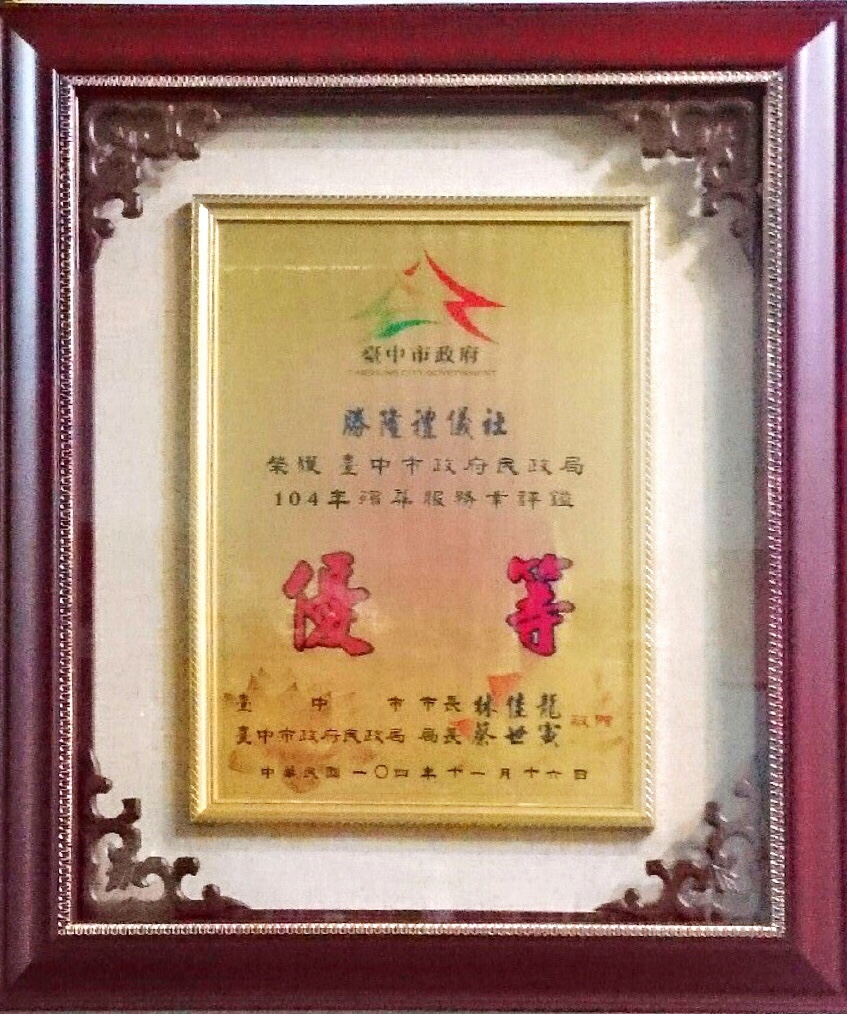 臺中市政府
TAICHUNG CITY GOVERNMENT
勝隆禮儀社
榮獲 臺中市政府民政局
104年殯葬服務業評鑑
優等
臺中市市長林佳龍
臺中市政府民政局局長蔡世寅
中華民國一〇四年十一月十六日